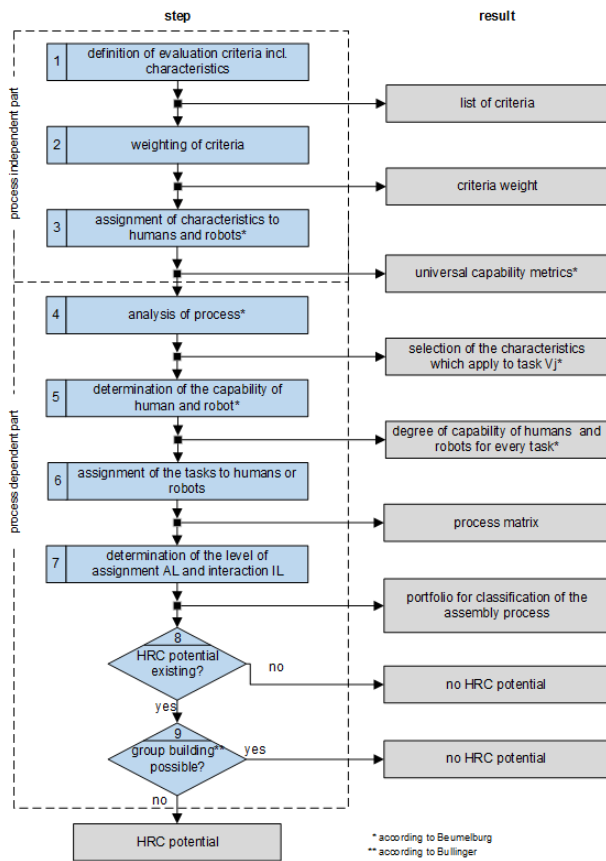 step
result
process independent part
1
definition of evaluation criteria incl.
characteristics
list of criteria
2
weighting of criteria
criteria weight
3
assignment of characteristics to
humans and robots*
universal capability metrics*
process dependent part
4
analysis of process*
selection of the characteristics
which apply to task Vj*
5
determination of the capability of
human and robot*
degree of capability of humans and
robots for every task*
6
assignment of the tasks to humans or
robots
process matrix
7
determination of the level of
assignment AL and interaction IL
portfolio for classification of the
assembly process
8
HRC potential
existing?
no
no HRC potential
yes
9
group building**
possible?
yes
no HRC potential
no
HRC potential
* according to Beumelburg
** according to Bullinger